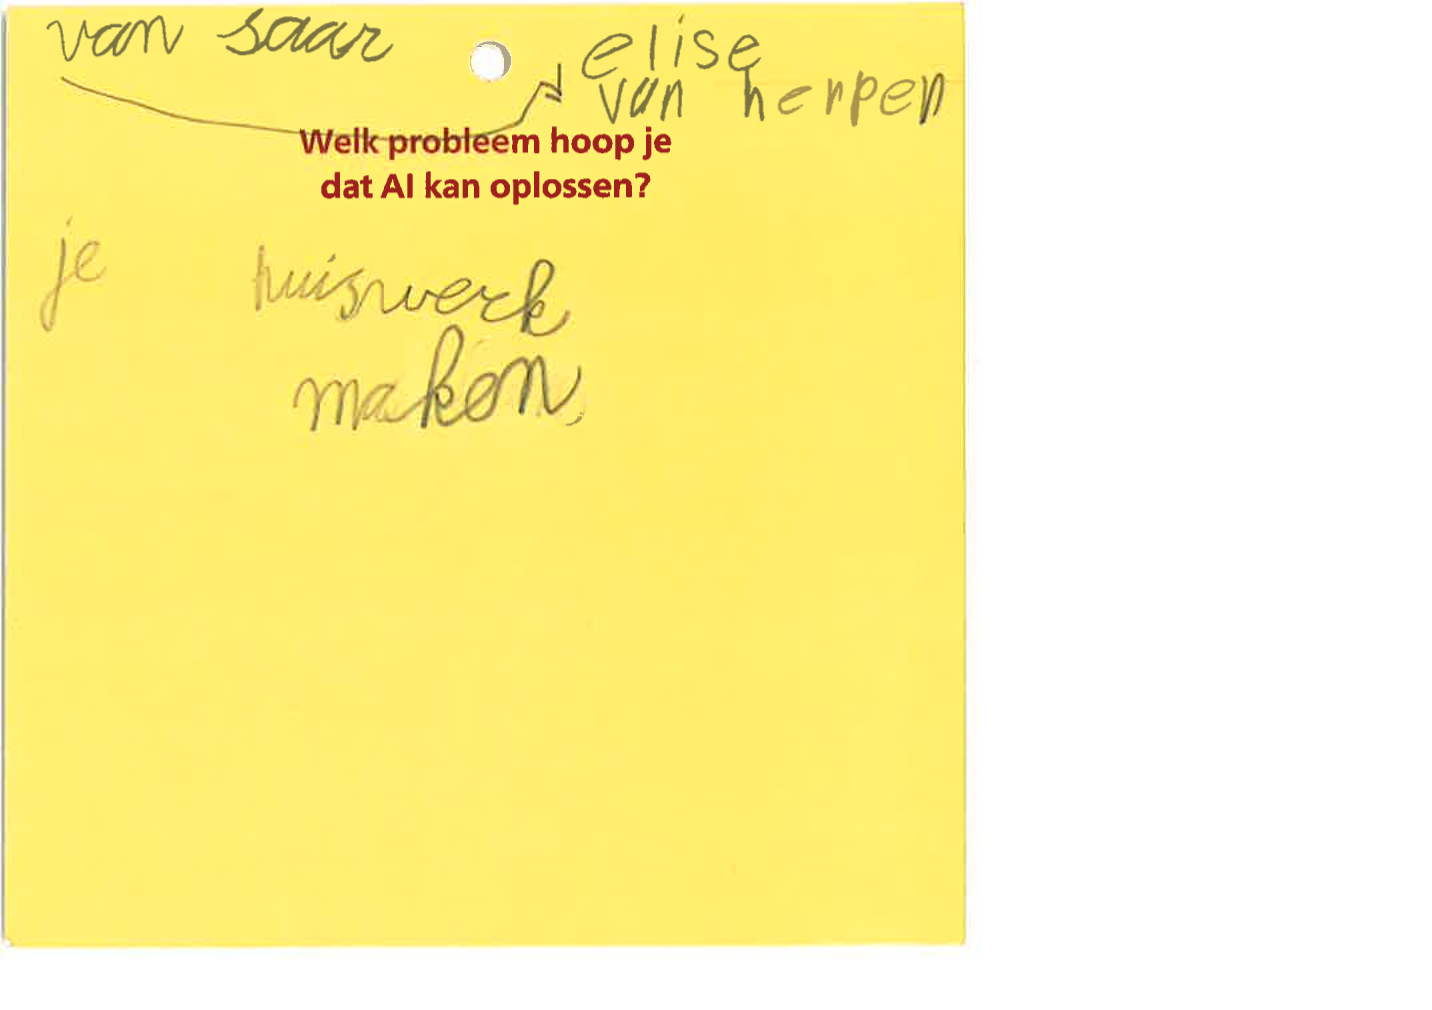 van saar
elise
van herpen
Welk probleem hoop je
dat AI kan oplossen?
je huiswerk
maken